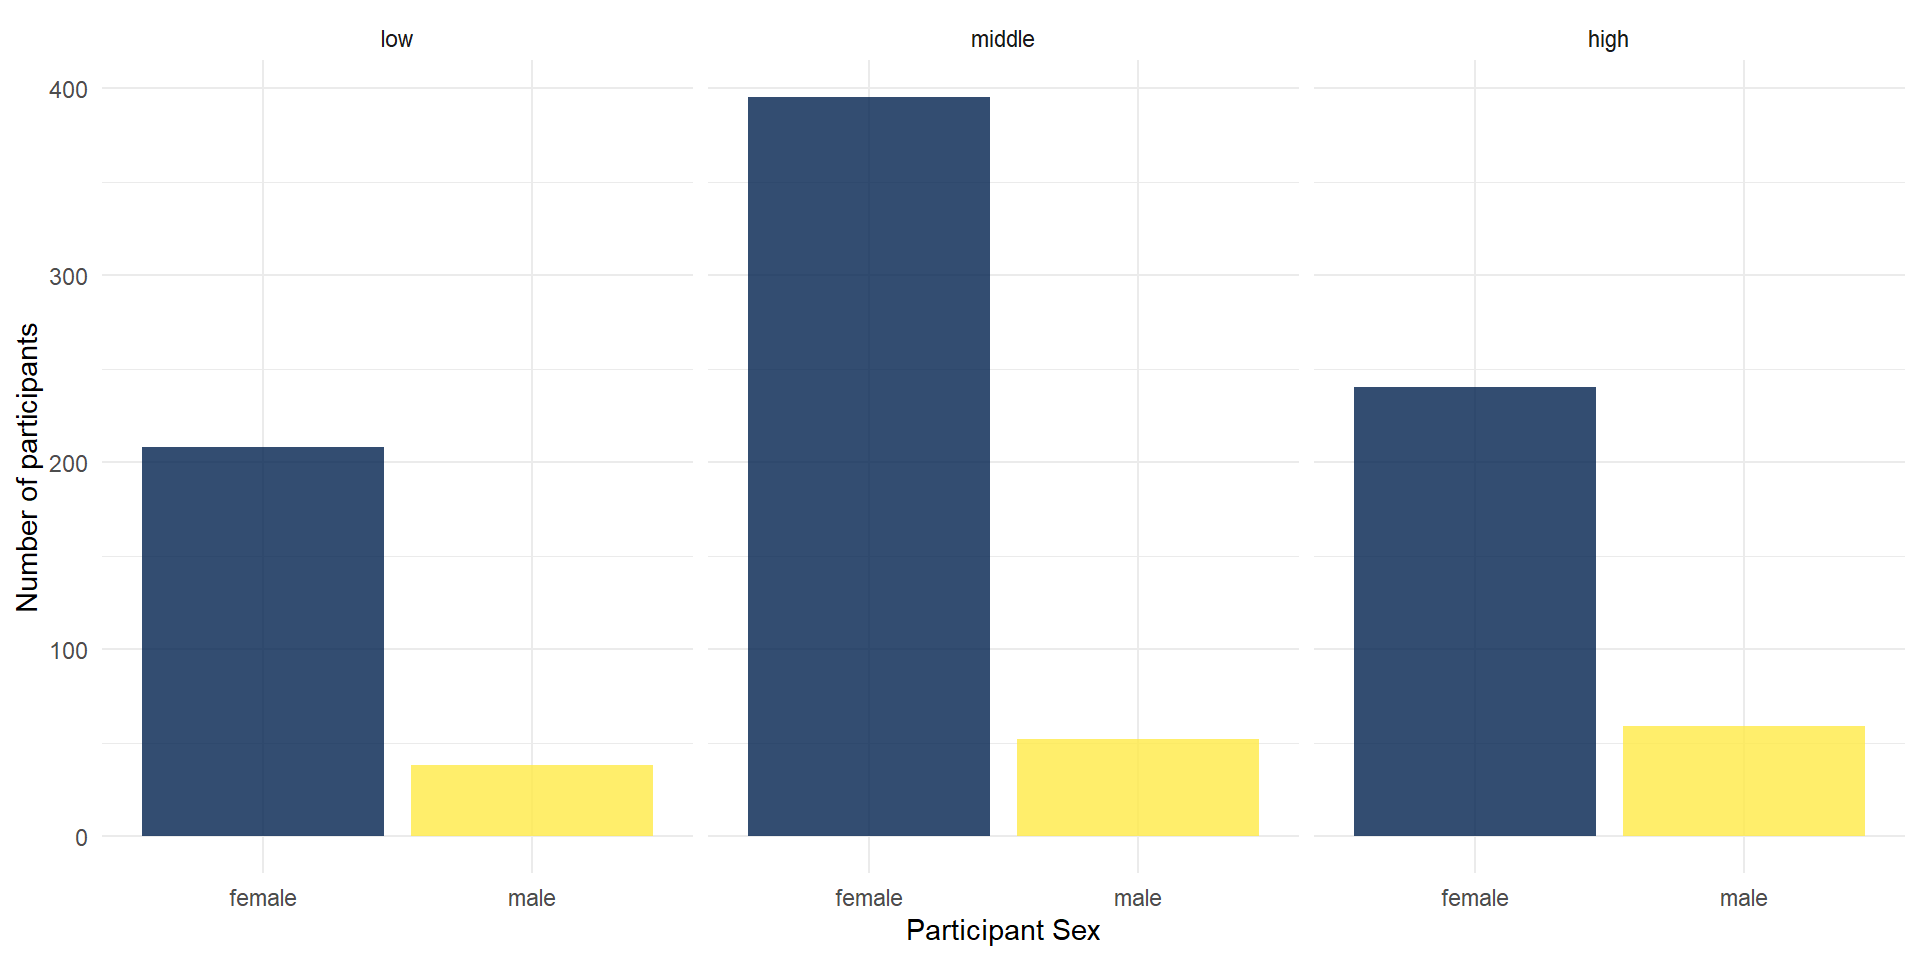 low middle high
400
300
200
100
0
Number of participants
female male female male female male
Participant Sex